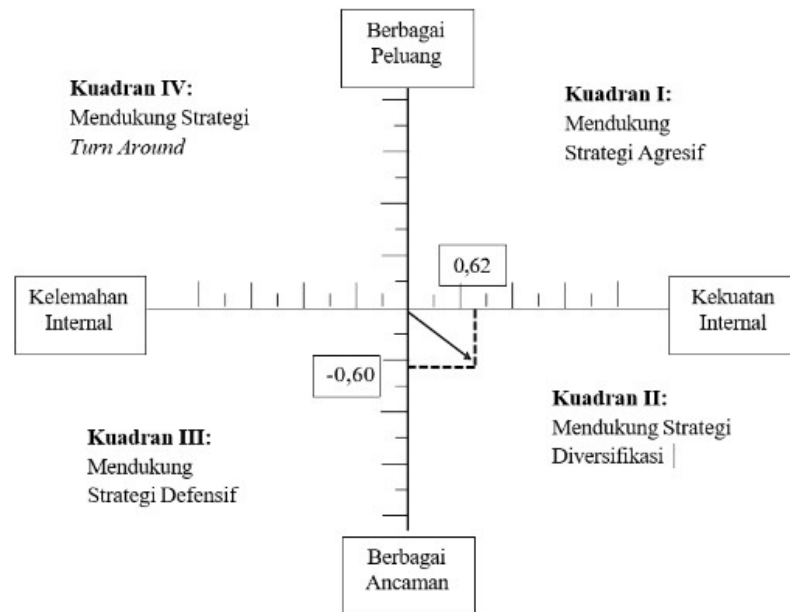 Berbagai
Peluang
Kuadran IV:
Mendukung Strategi
Turn Around
Kuadran I:
Mendukung
Strategi Agresif
0,62
Kelemahan
Internal
Kekuatan
Internal
-0,60
Kuadran II:
Mendukung Strategi
Diversifikasi
Kuadran III:
Mendukung
Strategi Defensif
Berbagai
Ancaman